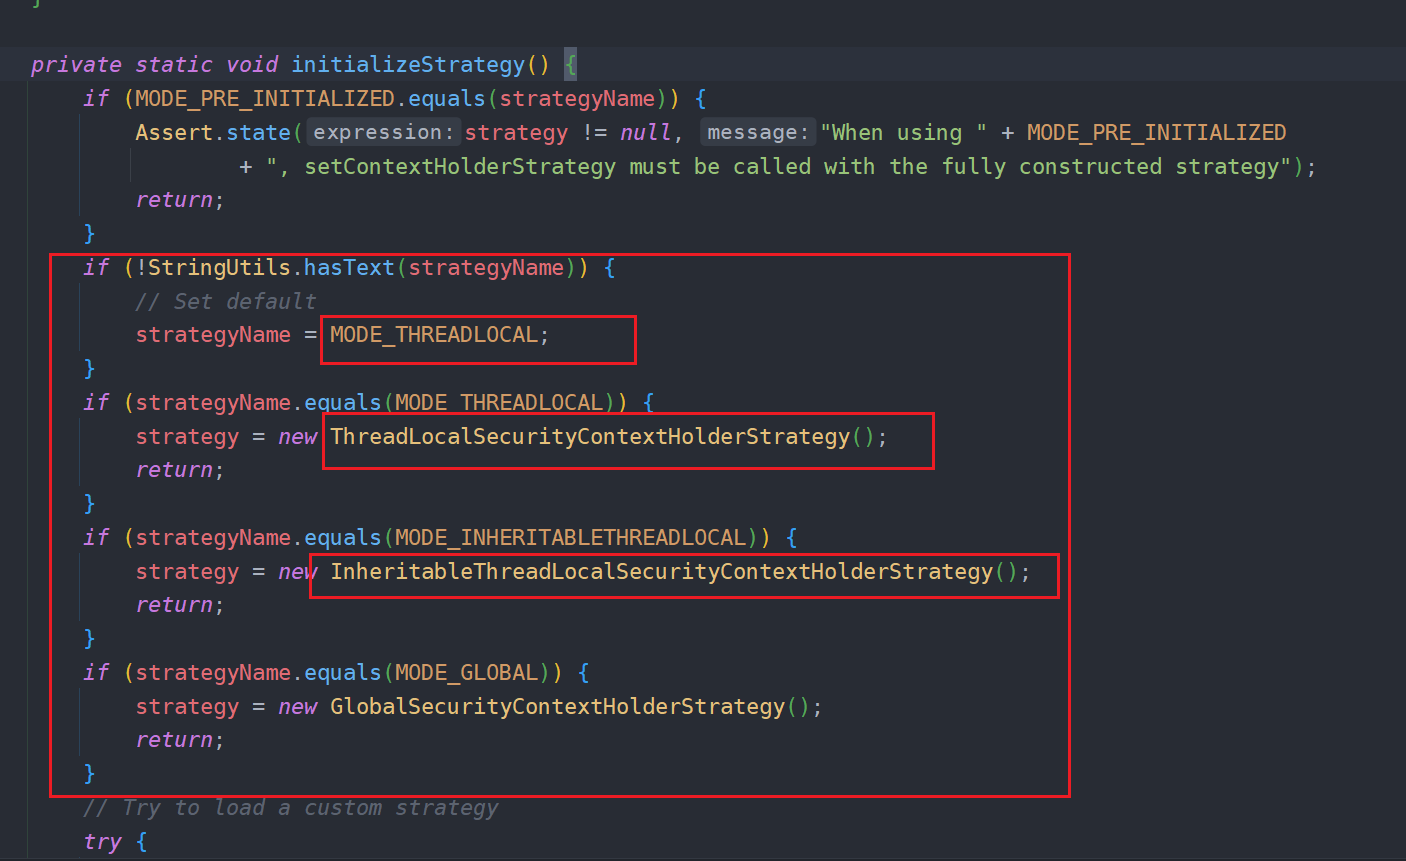 }
private static void initializeStrategy() {
if (MODE_PRE_INITIALIZED.equals(strategyName)) {
Assert.state( expression: strategy != null, message: "When using " + MODE_PRE_INITIALIZED
+ ", setContextHolderStrategy must be called with the fully constructed strategy");
return;
}
if (!StringUtils.hasText(strategyName)) {
// Set default
strategyName = MODE_THREADLOCAL;
}
if (strategyName.equals(MODE_THREADLOCAL)) {
strategy = new ThreadLocalSecurityContextHolderStrategy();
return;
}
if (strategyName.equals(MODE_INHERITABLETHREADLOCAL)) {
strategy = new InheritableThreadLocalSecurityContextHolderStrategy();
return;
}
if (strategyName.equals(MODE_GLOBAL)) {
strategy = new GlobalSecurityContextHolderStrategy();
return;
}
// Try to load a custom strategy
try {